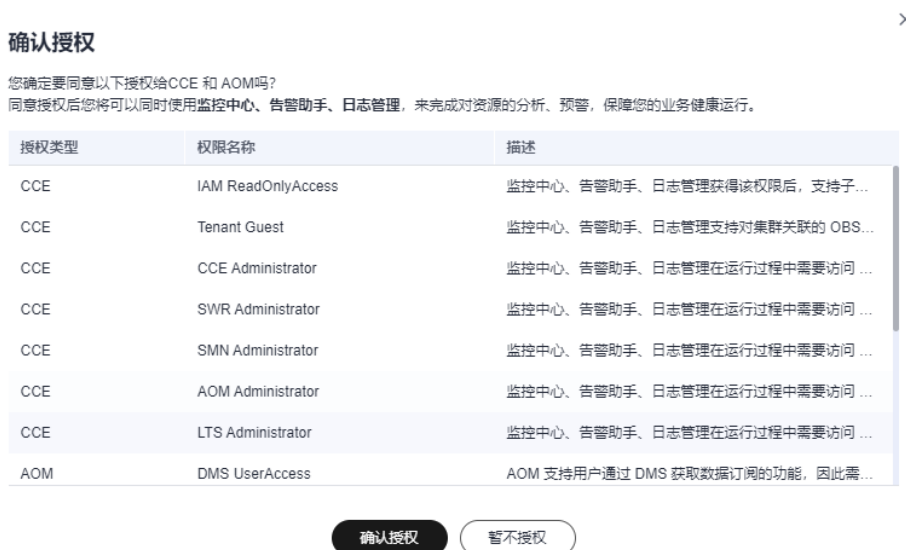 确认授权
您确定要同意以下授权给CCE 和 AOM吗?
同意授权后您将可以同时使用监控中心、告警助手、日志管理，来完成对资源的分析、预警，保障您的业务健康运行。
授权类型 权限名称 描述
CCE IAM ReadOnlyAccess 监控中心、告警助手、日志管理获得该权限后，支持子...
CCE Tenant Guest 监控中心、告警助手、日志管理支持对集群关联的 OBS...
CCE CCE Administrator 监控中心、告警助手、日志管理在运行过程中需要访问 ...
CCE SWR Administrator 监控中心、告警助手、日志管理在运行过程中需要访问 ...
CCE SMN Administrator 监控中心、告警助手、日志管理在运行过程中需要访问 ...
CCE AOM Administrator 监控中心、告警助手、日志管理在运行过程中需要访问 ...
CCE LTS Administrator 监控中心、告警助手、日志管理在运行过程中需要访问 ...
AOM DMS UserAccess AOM 支持用户通过 DMS 获取数据订阅的功能，因此需...
确认授权 暂不授权